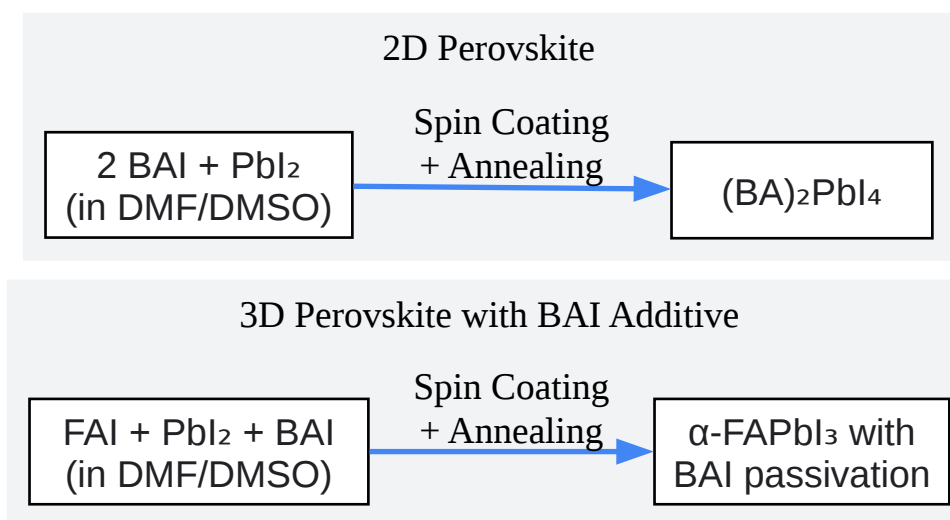 2D Perovskite
Spin Coating
+ Annealing
2 BAI + PbI₂
(in DMF/DMSO)
(BA)₂PbI₄
3D Perovskite with BAI Additive
Spin Coating
+ Annealing
FAI + PbI₂ + BAI
(in DMF/DMSO)
α-FAPbI₃ with
BAI passivation